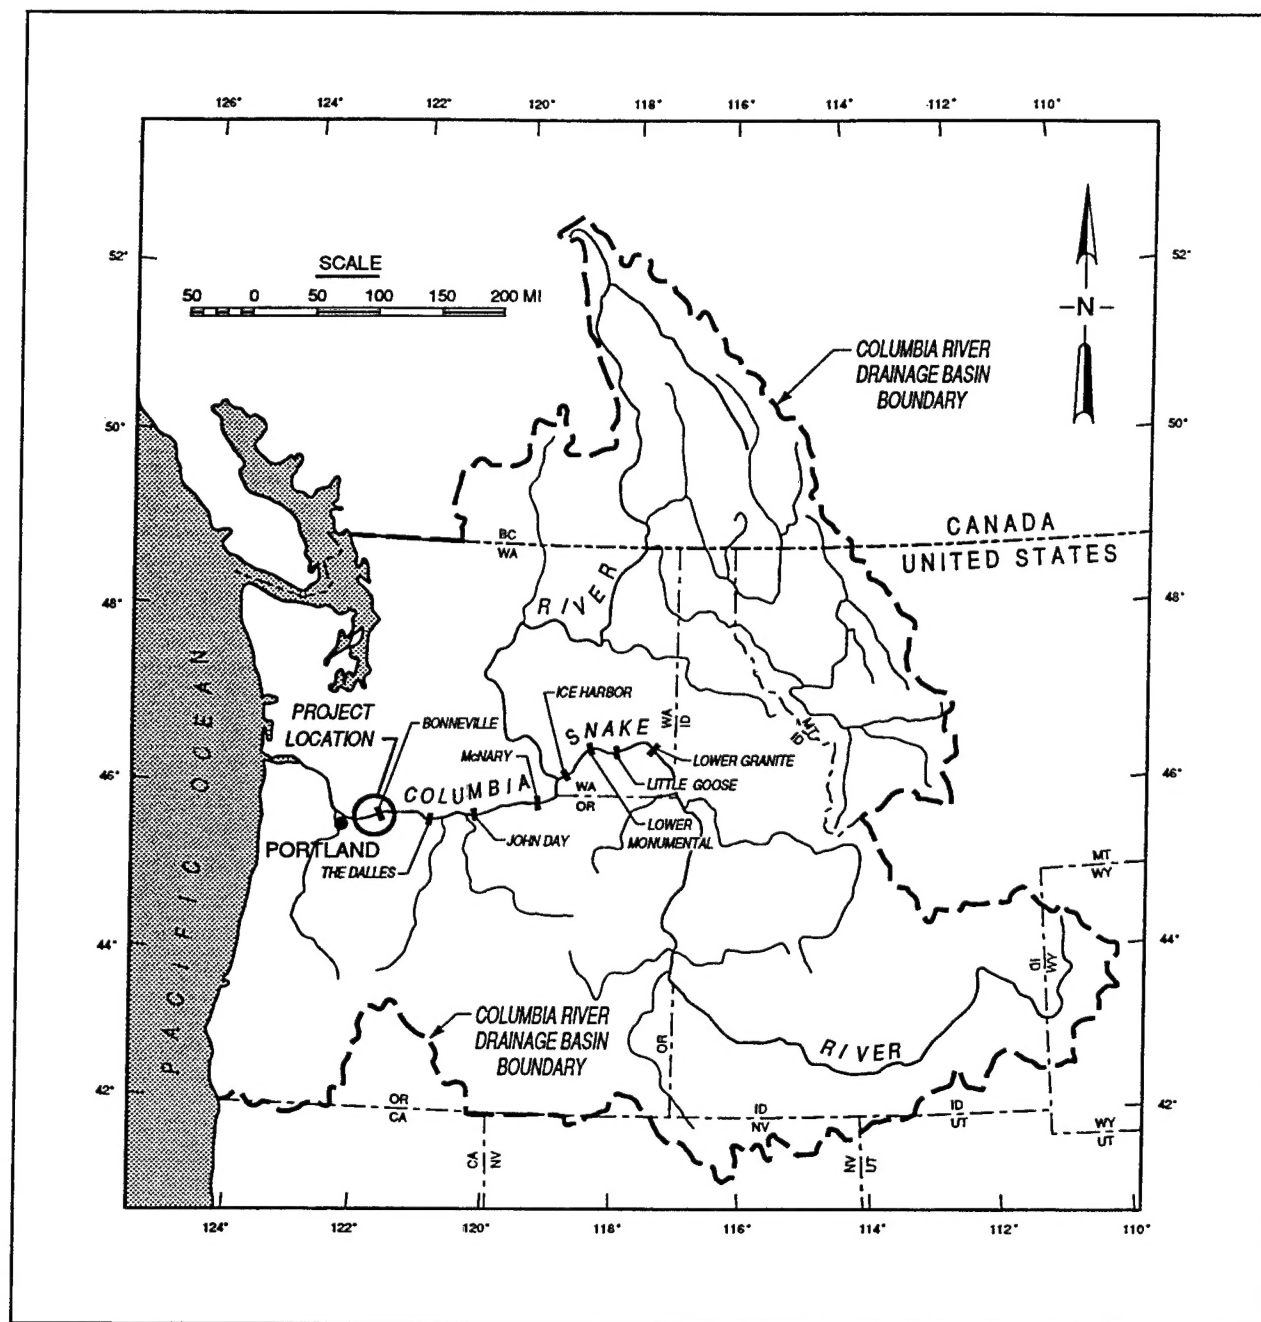 126° 124° 122° 120° 118° 116° 114° 112° 110°
52° 52°
SCALE
50 0 50 100 150 200 MI
N
COLUMBIA RIVER
DRAINAGE BASIN
BOUNDARY
50° 50°
CANADA
BC
WA
UNITED STATES
48° 48°
RIVER
PACIFIC OCEAN
ICE HARBOR
PROJECT
LOCATION
BONNEVILLE
SNAKE
WA
ID
MT
ID
McNARY
LOWER GRANITE
46° 46°
COLUMBIA
WA
OR
LITTLE GOOSE
PORTLAND
THE DALLES
JOHN DAY
LOWER
MONUMENTAL
MT
WY
44° 44°
ID
WY
COLUMBIA RIVER
DRAINAGE BASIN
BOUNDARY
OR
RIVER
42° 42°
OR
CA
ID
NV
ID
UT
WY
UT
CA
NV
NV
UT
124° 122° 120° 118° 116° 114° 112° 110°